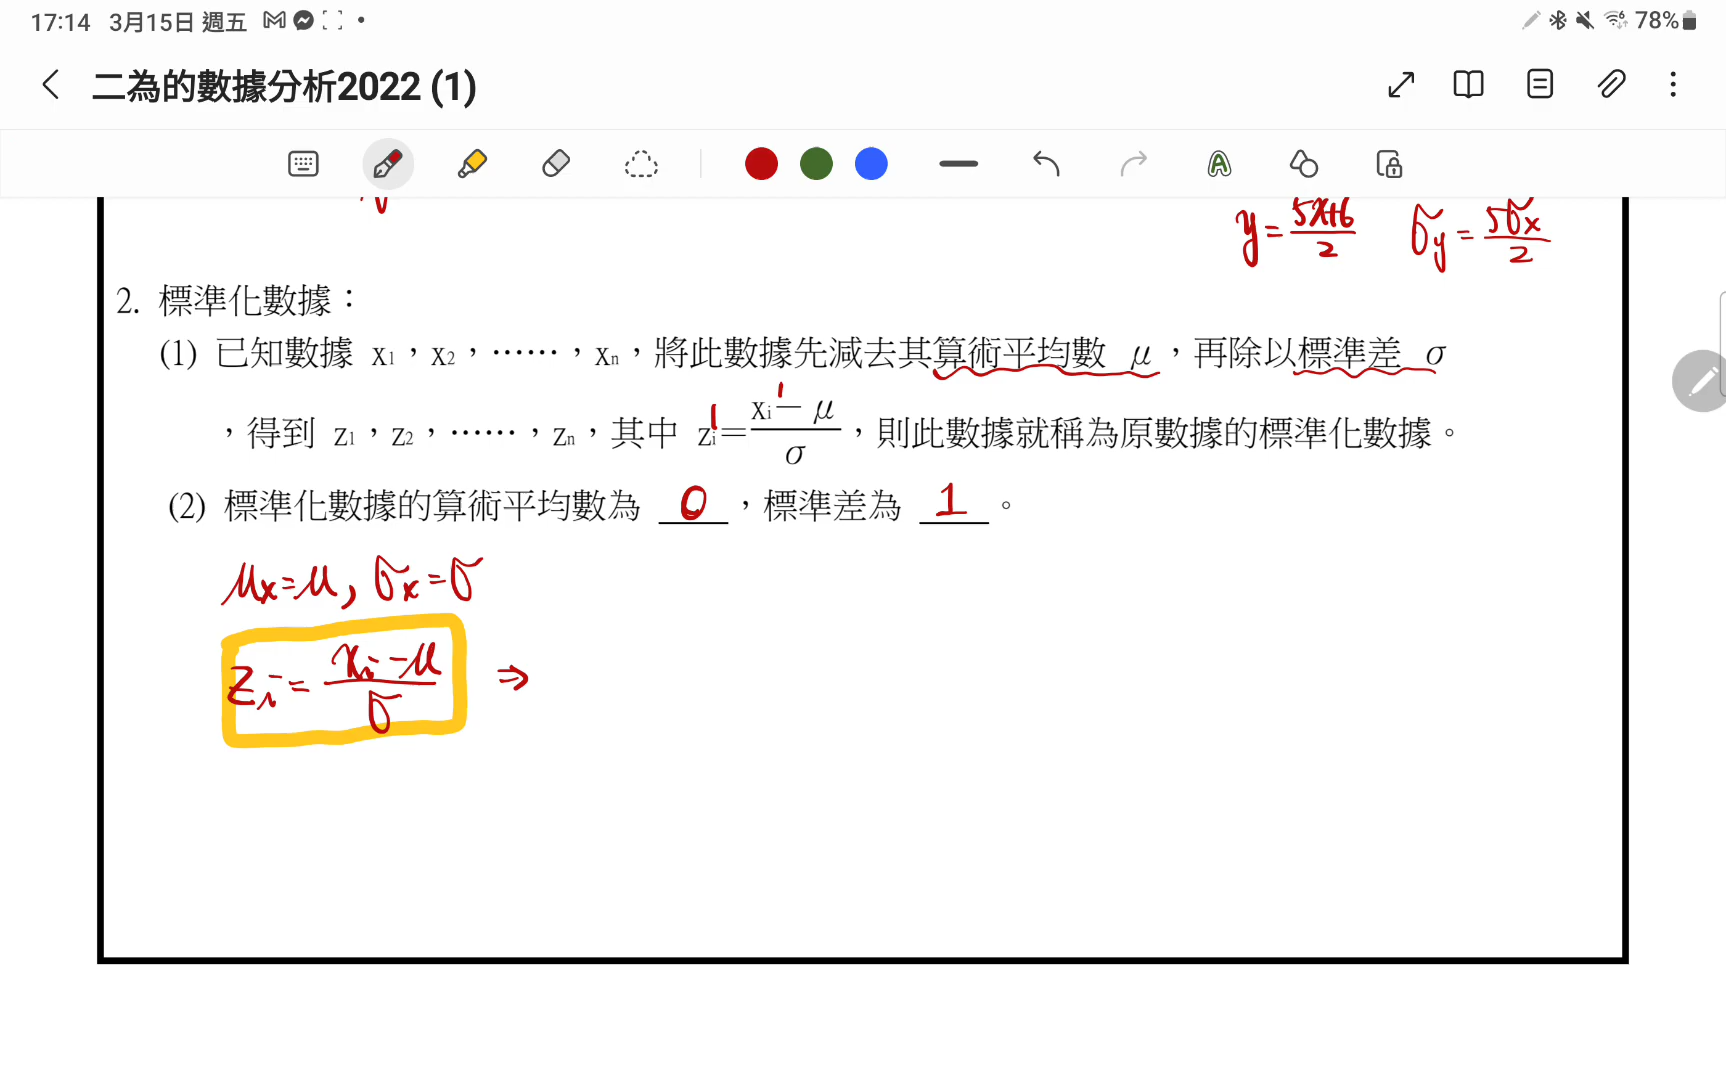 17:14 3月15日 週五 78%
二為的數據分析2022 (1)
y = 5x+6 / 2  σy = 5σx / 2
2. 標準化數據：
(1) 已知數據 x1，x2，……，xn，將此數據先減去其算術平均數 μ，再除以標準差 σ
，得到 z1，z2，……，zn，其中 zi = xi − μ / σ，則此數據就稱為原數據的標準化數據。
(2) 標準化數據的算術平均數為 0，標準差為 1。
μx = μ, σx = σ
zi = xi − μ / σ ⇒